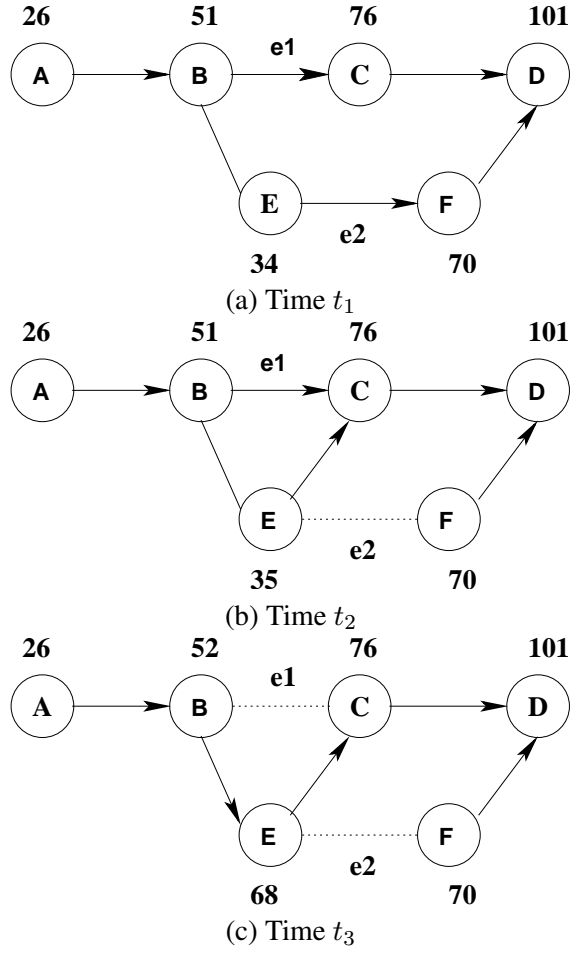 26 51 76 101
e1
A B C D
E F
e2
34 70
(a) Time t₁
26 51 76 101
e1
A B C D
E F
e2
35 70
(b) Time t₂
26 52 76 101
e1
A B C D
E F
e2
68 70
(c) Time t₃